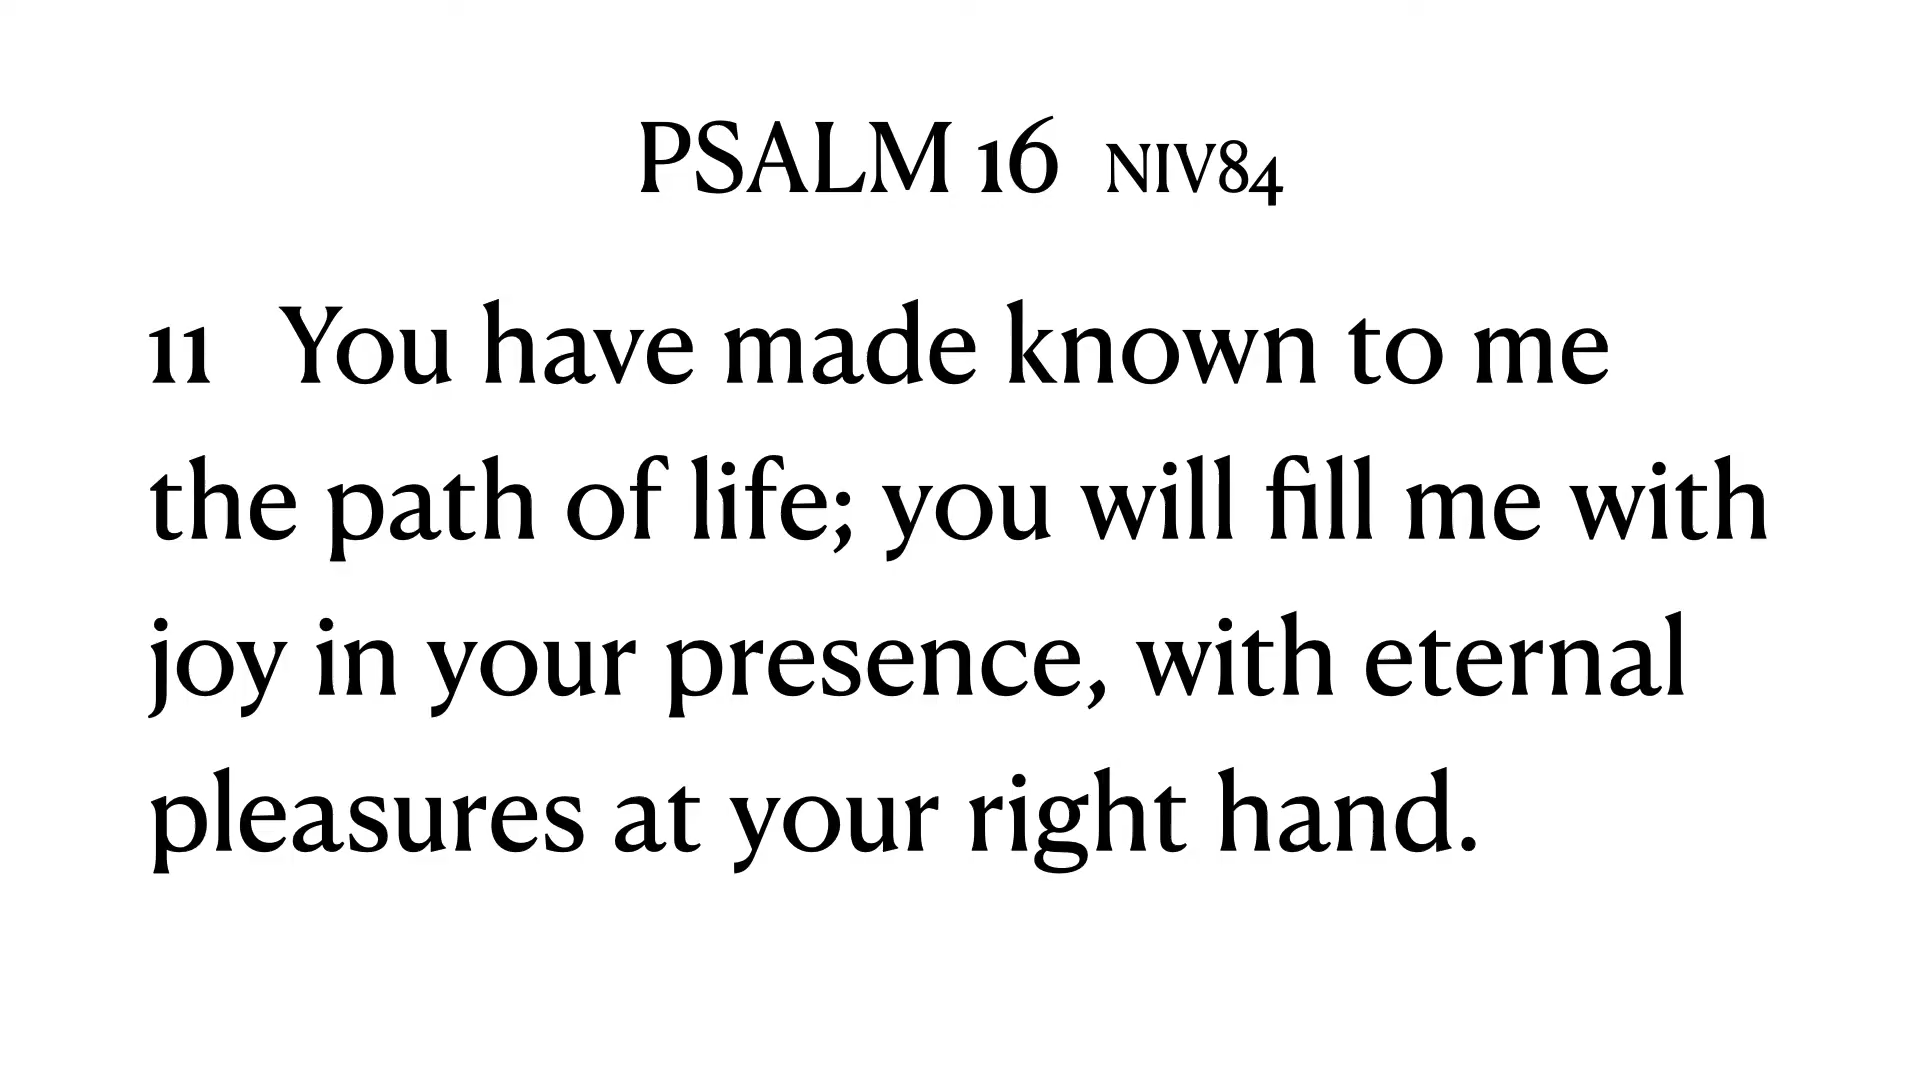 PSALM 16 NIV84
11 You have made known to me
the path of life; you will fill me with
joy in your presence, with eternal
pleasures at your right hand.